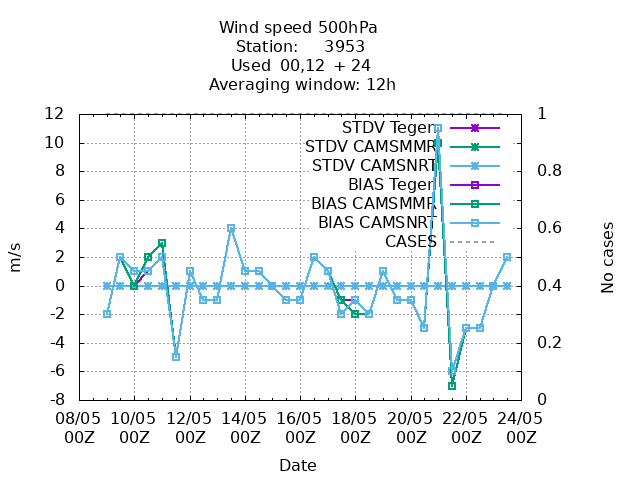 Wind speed 500hPa
Station: 3953
Used 00,12 + 24
Averaging window: 12h
12 1
10 0.8
8
6 0.6
4
2 0.4
0
-2 0.2
-4
-6
-8 0
m/s
No cases
STDV Tegen
STDV CAMSMMR
STDV CAMSNRT
BIAS Tegen
BIAS CAMSMMR
BIAS CAMSNRT
CASES
08/05 10/05 12/05 14/05 16/05 18/05 20/05 22/05 24/05
00Z 00Z 00Z 00Z 00Z 00Z 00Z 00Z 00Z
Date